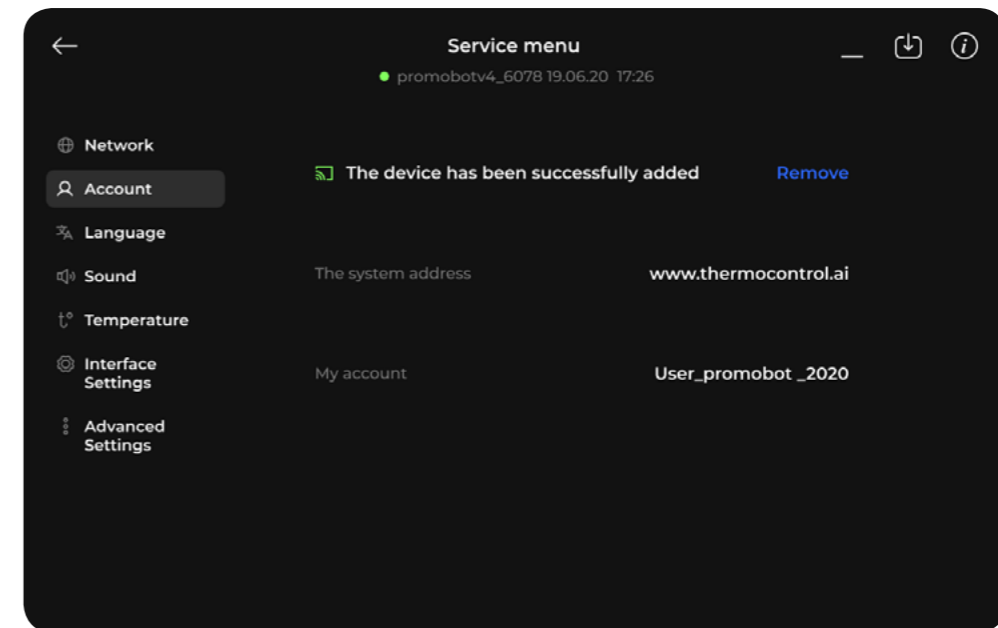 Service menu
promobotv4_6078 19.06.20 17:26
Network
Account
Language
Sound
Temperature
Interface
Settings
Advanced
Settings
The device has been successfully added Remove
The system address www.thermocontrol.ai
My account User_promobot _2020